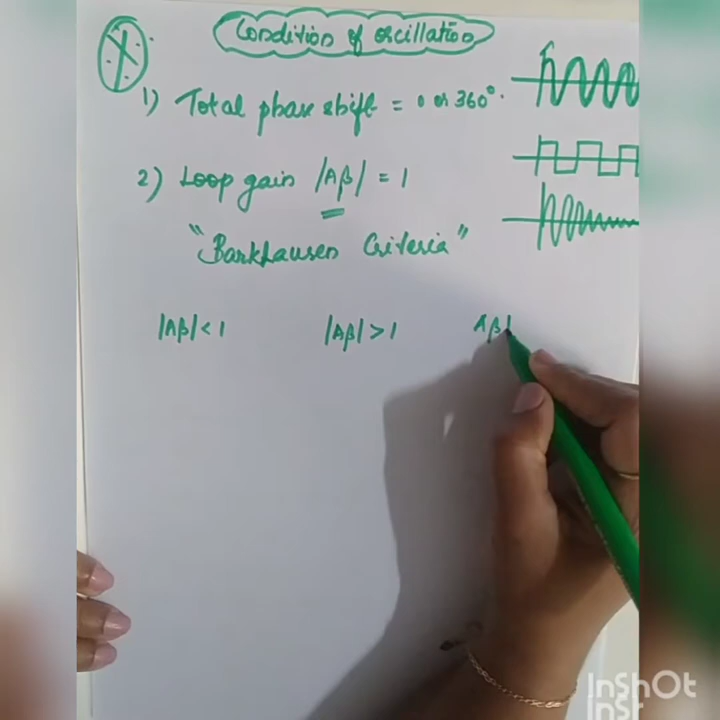 Condition of oscillation
1) Total phase shift = 0 or 360°.
2) Loop gain |Aβ| = 1
"Barkhausen Criteria"
|Aβ| < 1 |Aβ| > 1 Aβ|
InShOt